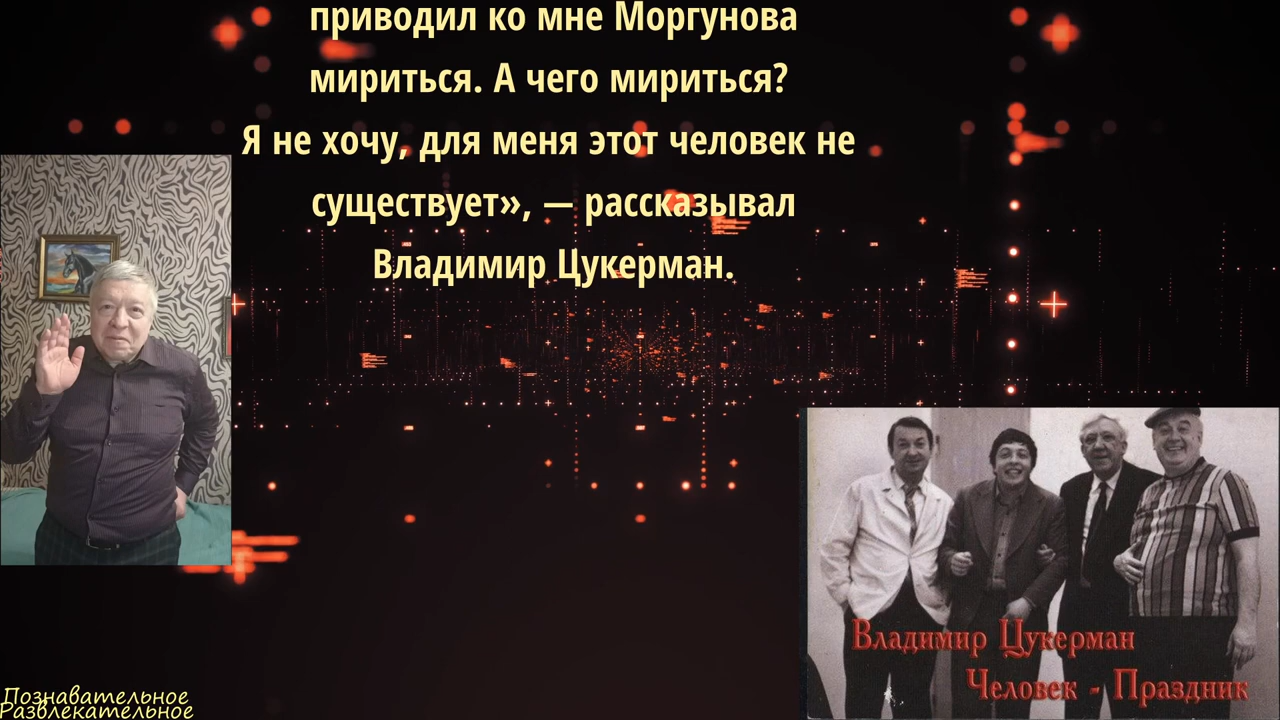 приводил ко мне Моргунова
мириться. А чего мириться?
Я не хочу, для меня этот человек не
существует», — рассказывал
Владимир Цукерман.
Владимир Цукерман
Человек - Праздник
Познавательное
Развлекательное